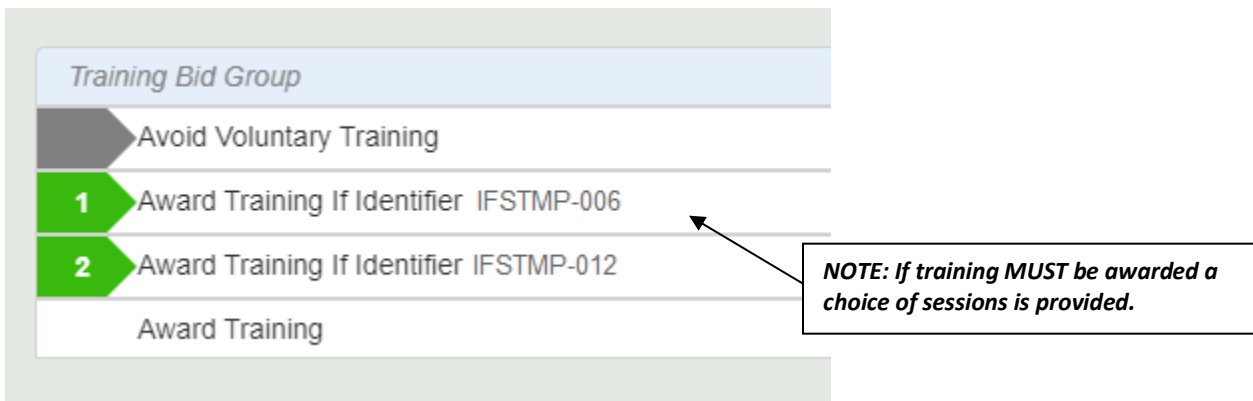 Training Bid Group
Avoid Voluntary Training
1 Award Training If Identifier IFSTMP-006
2 Award Training If Identifier IFSTMP-012
Award Training
NOTE: If training MUST be awarded a
choice of sessions is provided.